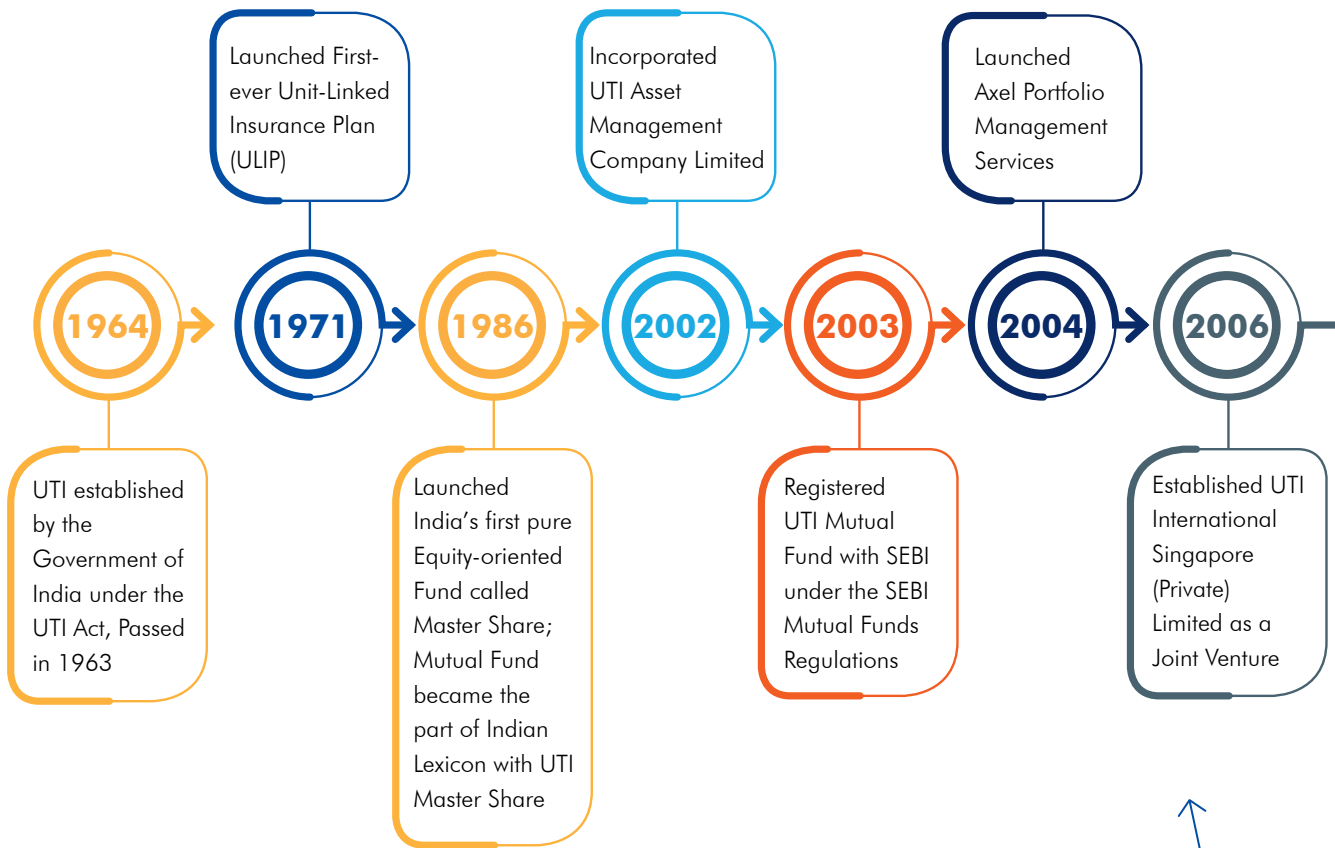 Launched First-
ever Unit-Linked
Insurance Plan
(ULIP)
Incorporated
UTI Asset
Management
Company Limited
Launched
Axel Portfolio
Management
Services
1964
1971
1986
2002
2003
2004
2006
UTI established
by the
Government of
India under the
UTI Act, Passed
in 1963
Launched
India’s first pure
Equity-oriented
Fund called
Master Share;
Mutual Fund
became the
part of Indian
Lexicon with UTI
Master Share
Registered
UTI Mutual
Fund with SEBI
under the SEBI
Mutual Funds
Regulations
Established UTI
International
Singapore
(Private)
Limited as a
Joint Venture